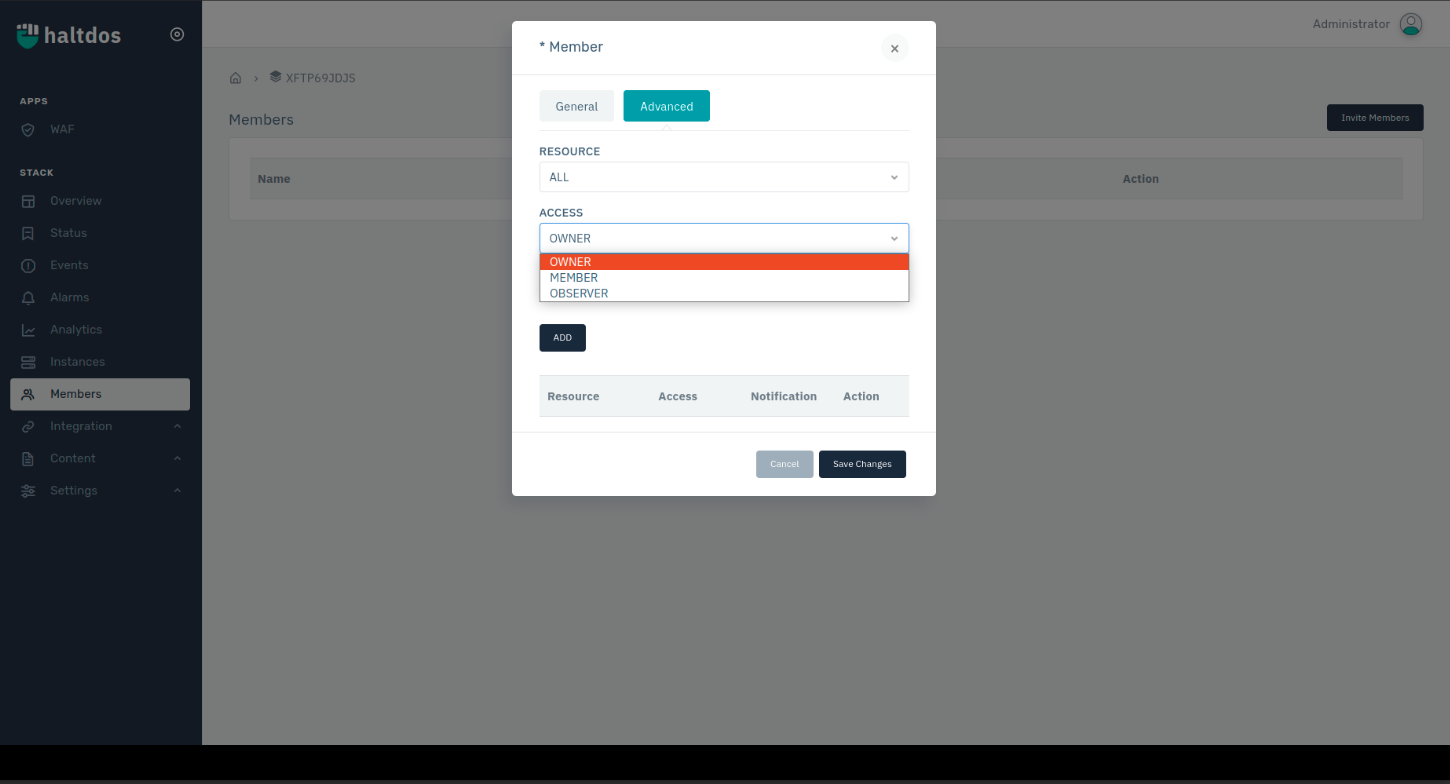 haltdos
Administrator
XFTP69JDJS
APPS
WAF
STACK
Overview
Status
Events
Alarms
Analytics
Instances
Members
Integration
Content
Settings
Members
Invite Members
Name
Action
* Member
General
Advanced
RESOURCE
ALL
ACCESS
OWNER
OWNER
MEMBER
OBSERVER
ADD
Resource Access Notification Action
Cancel
Save Changes